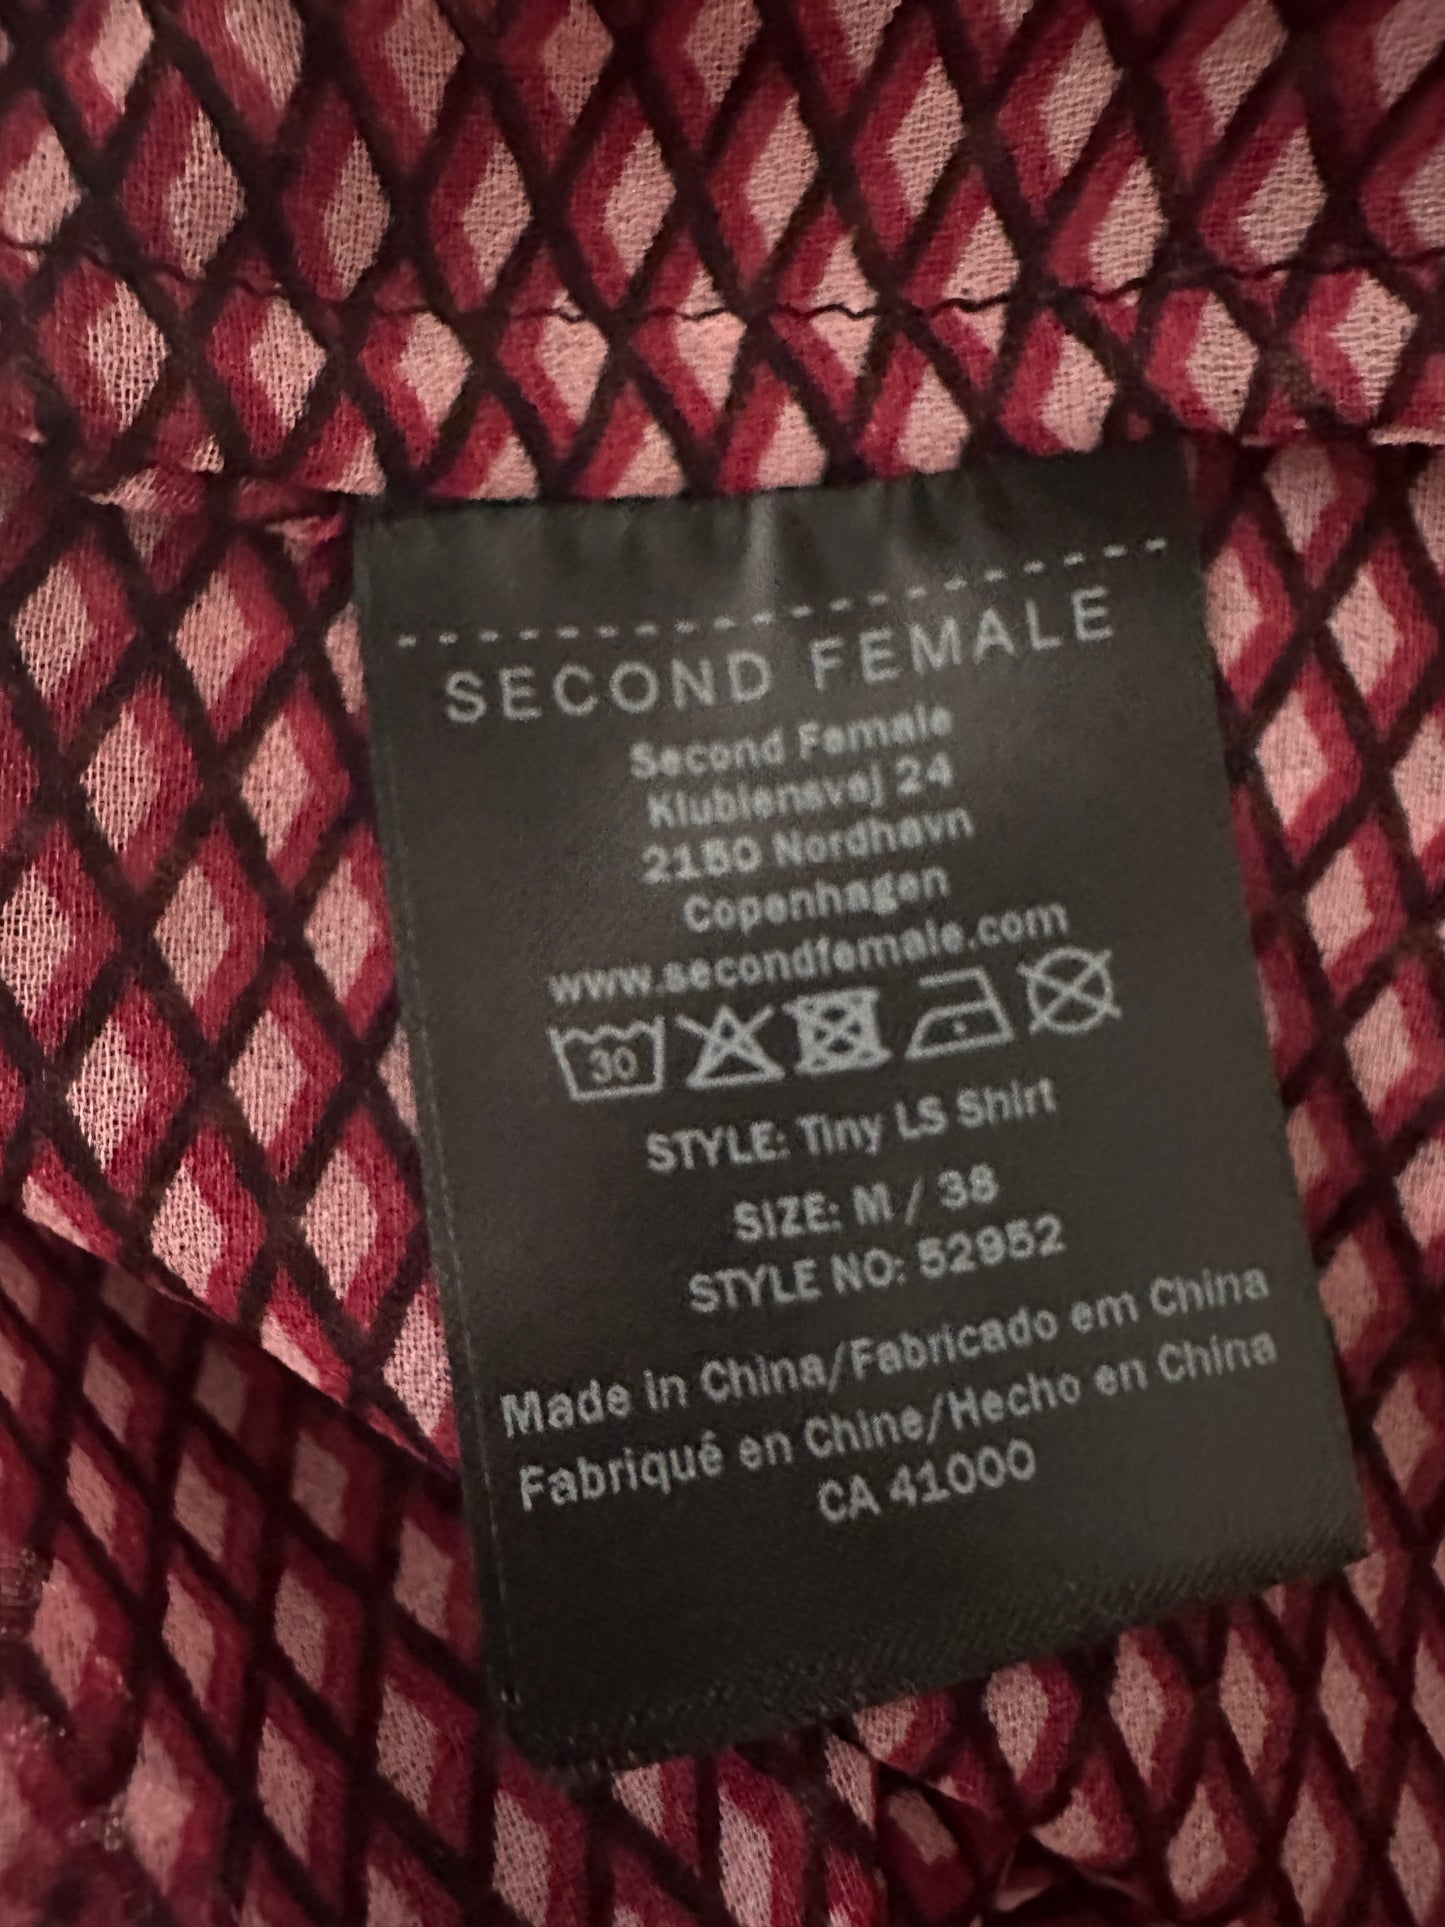 SECOND FEMALE
Second Female
Klubiensvej 24
2150 Nordhavn
Copenhagen
www.secondfemale.com
30
STYLE: Tiny LS Shirt
SIZE: M / 38
STYLE NO: 52952
Made in China/Fabricado em China
Fabriqué en Chine/Hecho en China
CA 41000